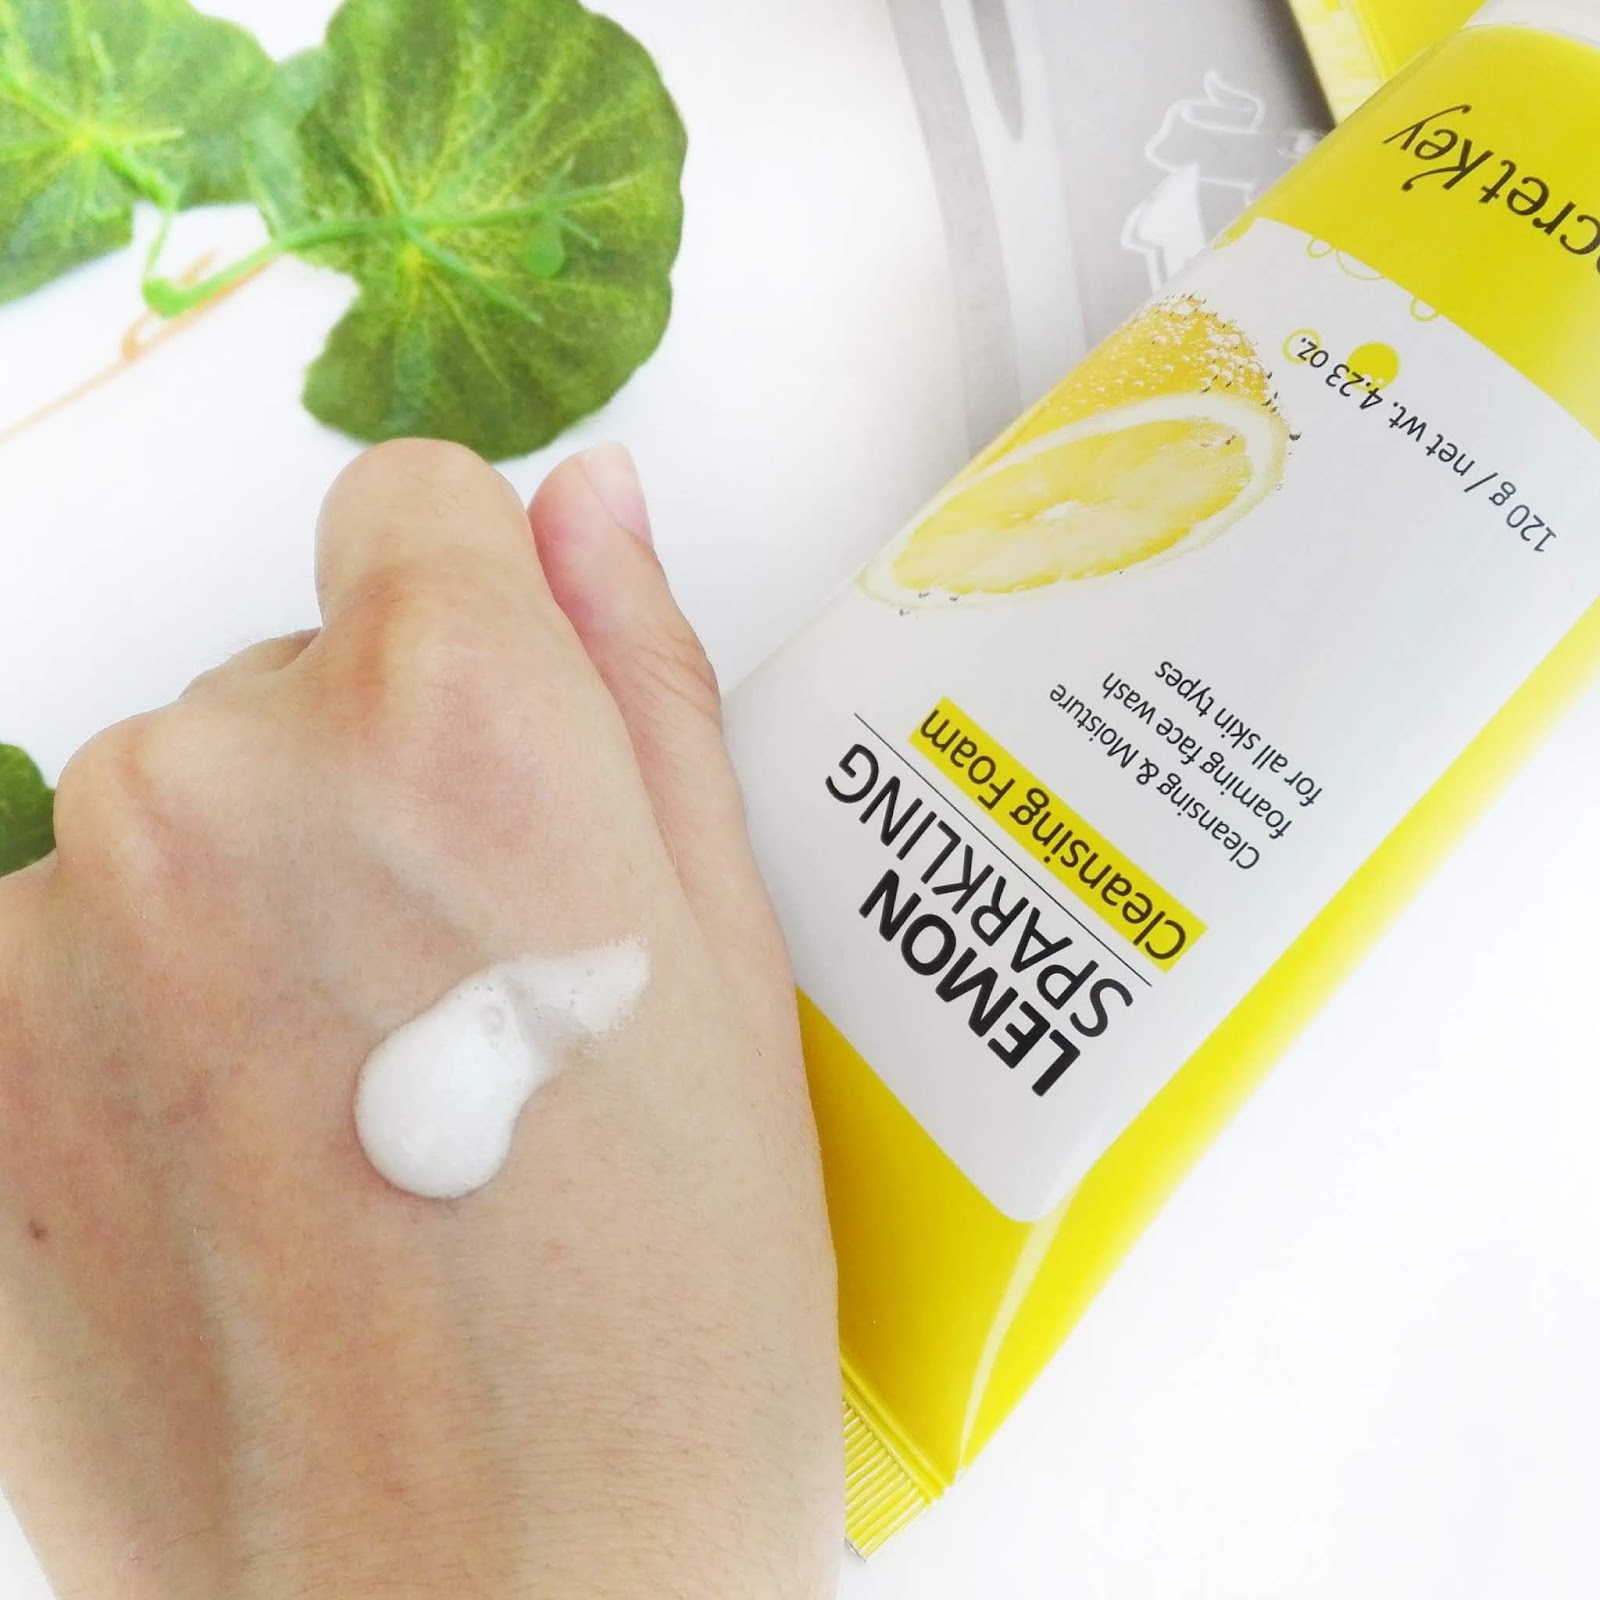 LEMON
SPARKLING
Cleansing Foam
Cleansing & Moisture
foaming face wash
for all skin types
120 g / net wt. 4.23 oz.
cret Key